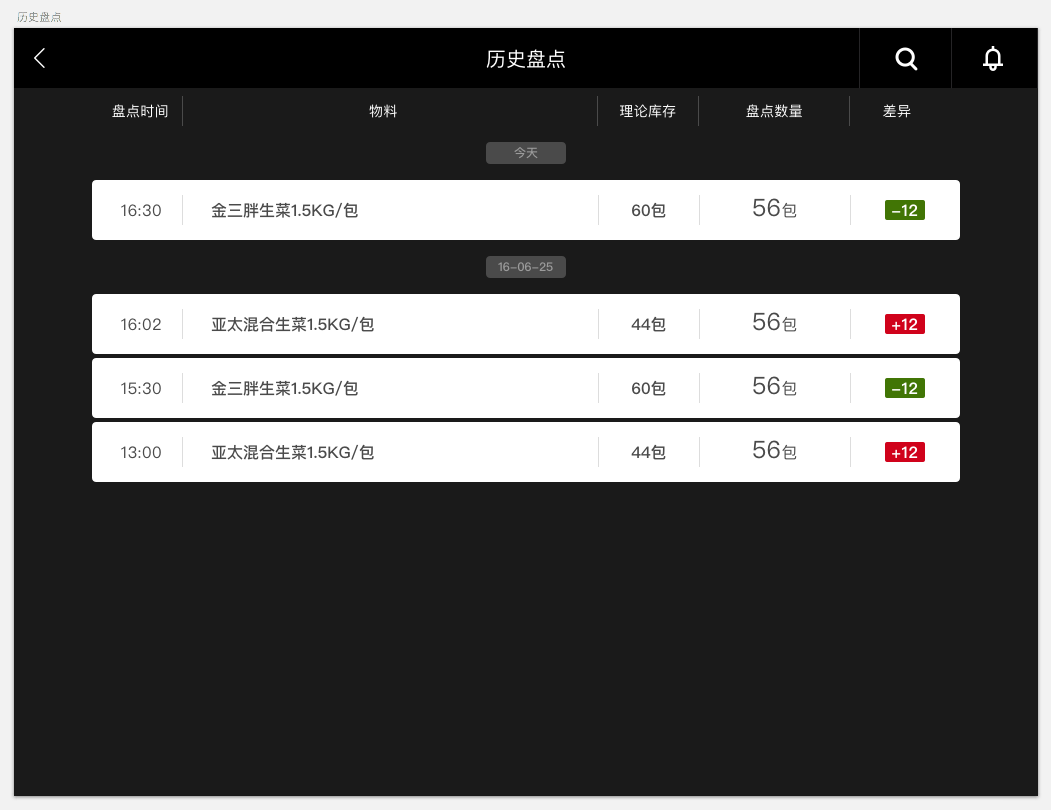 历史盘点
历史盘点
盘点时间 物料 理论库存 盘点数量 差异
今天
16:30 金三胖生菜1.5KG/包 60包 56包 -12
16-06-25
16:02 亚太混合生菜1.5KG/包 44包 56包 +12
15:30 金三胖生菜1.5KG/包 60包 56包 -12
13:00 亚太混合生菜1.5KG/包 44包 56包 +12